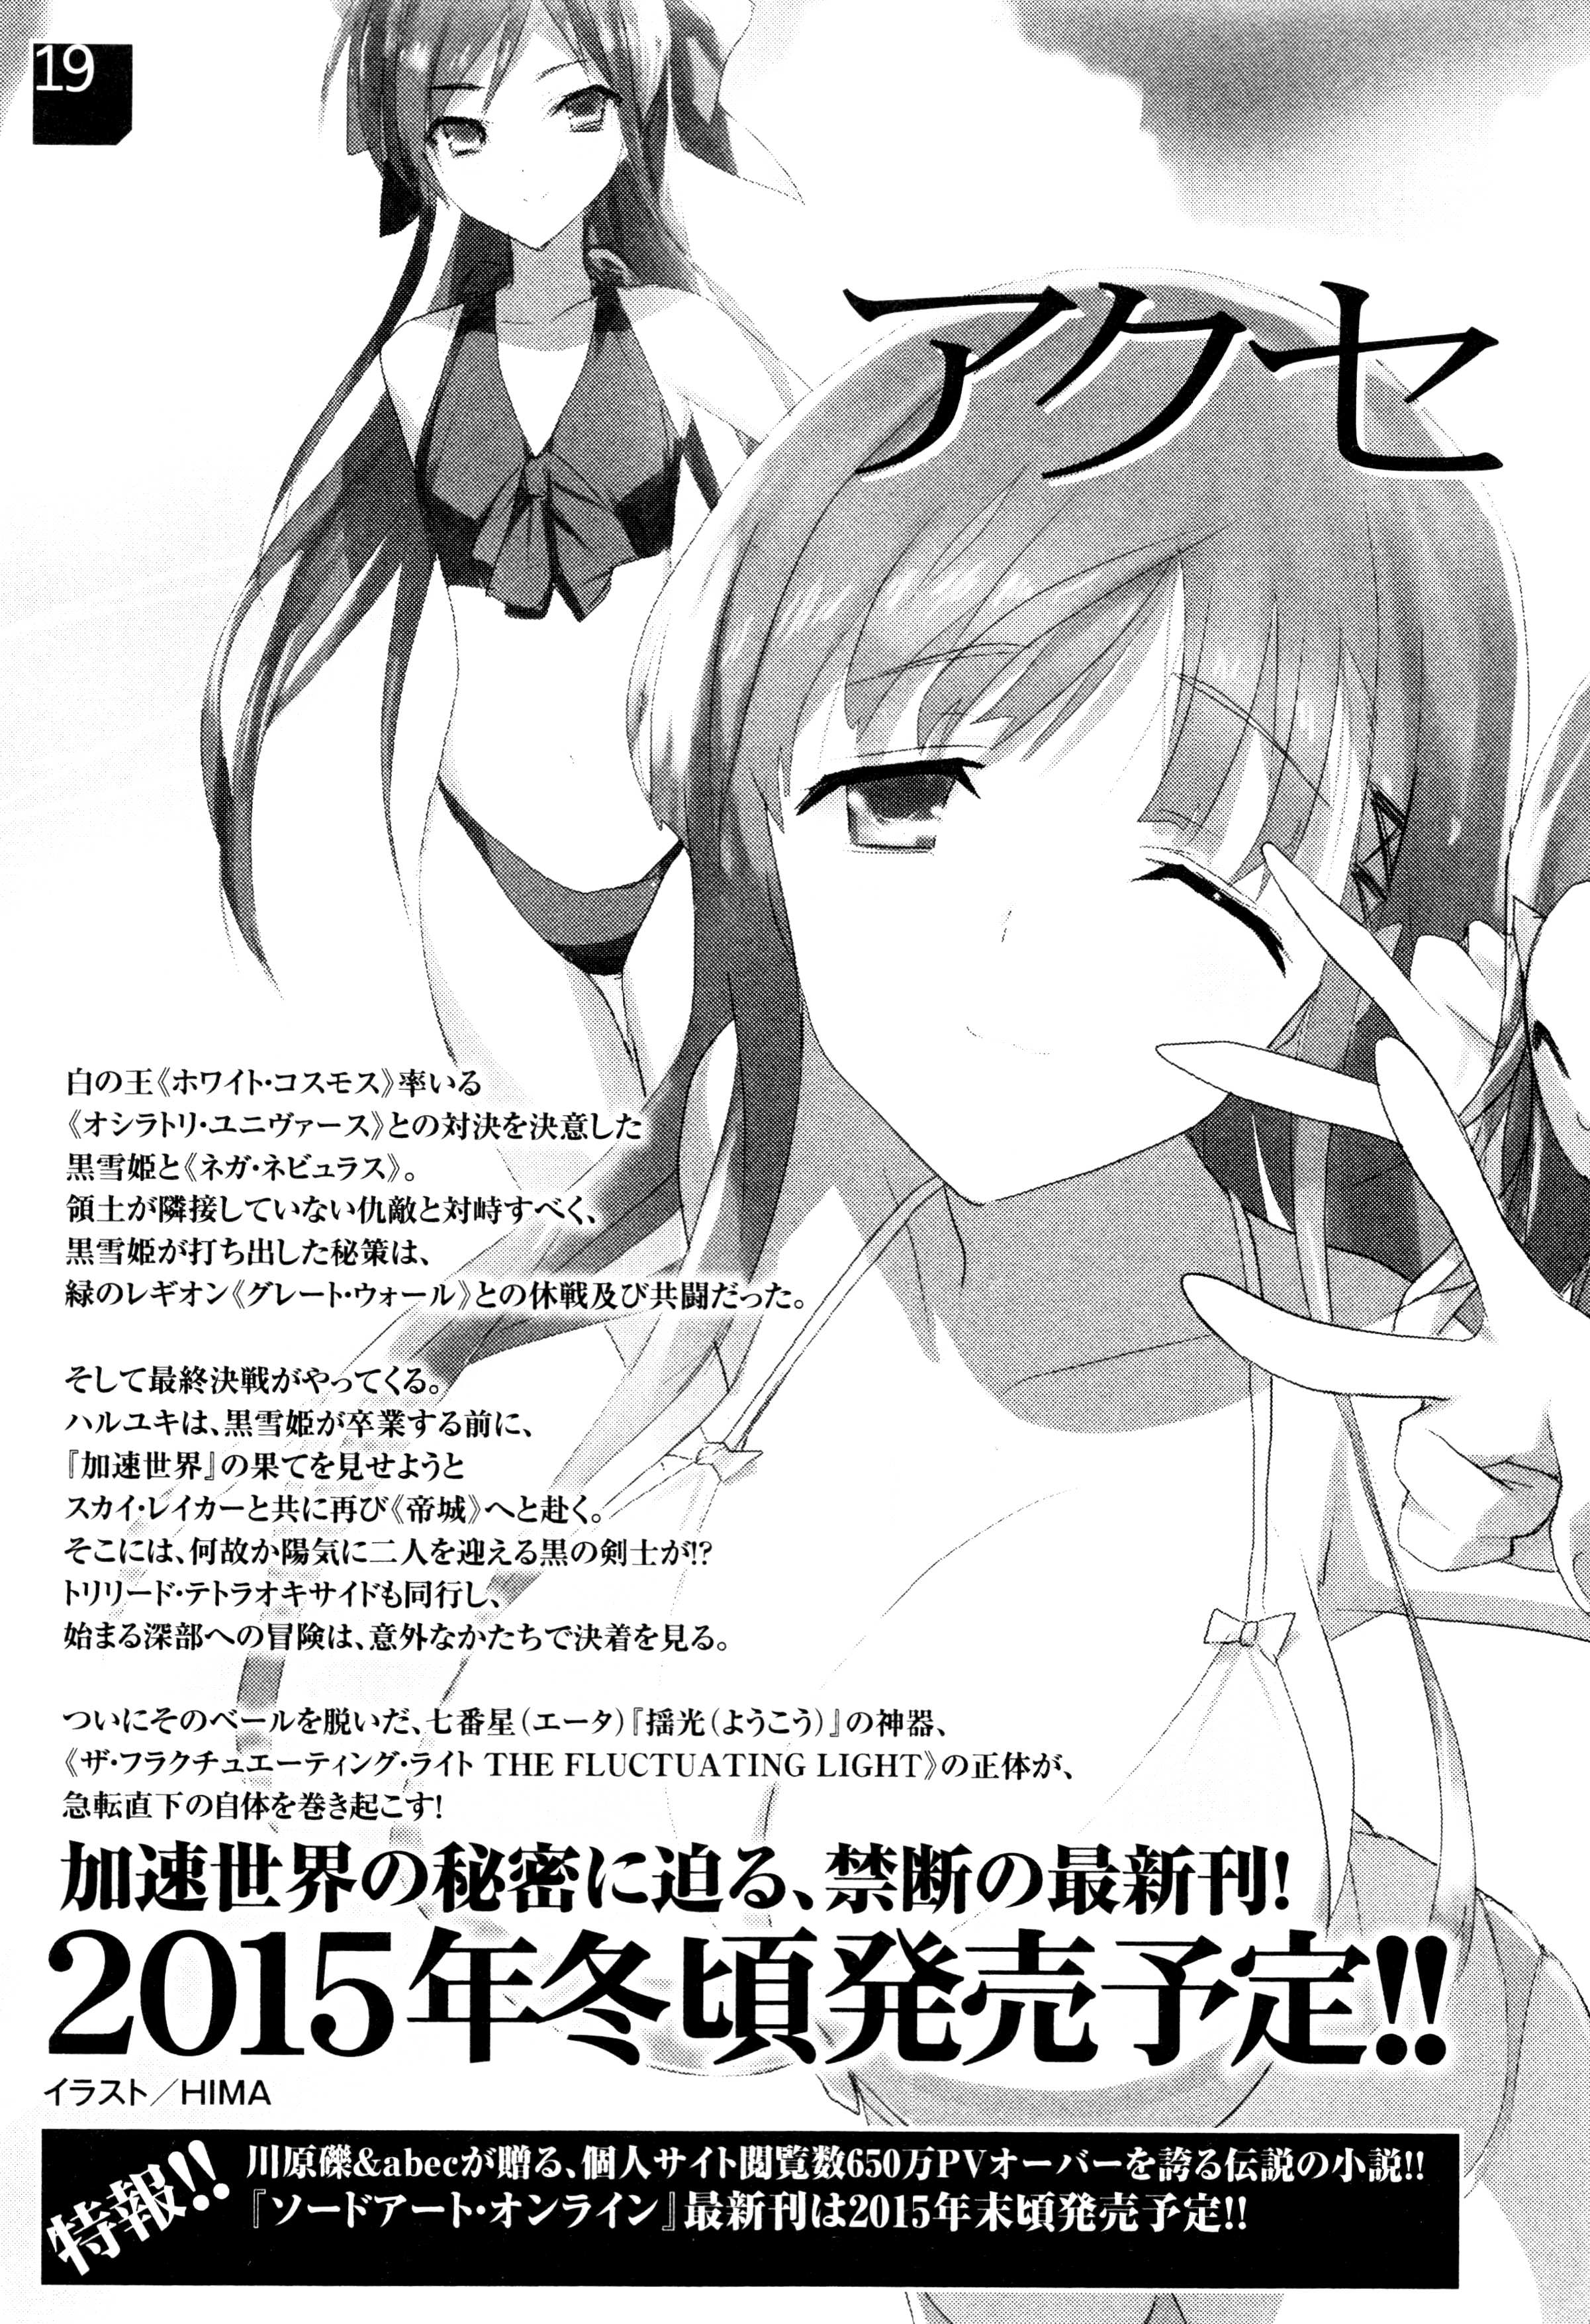 19
アクセ
白の王《ホワイト・コスモス》率いる
《オシラトリ・ユニヴァース》との対決を決意した
黒雪姫と《ネガ・ネビュラス》。
領土が隣接していない仇敵と対峙すべく、
黒雪姫が打ち出した秘策は、
緑のレギオン《グレート・ウォール》との休戦及び共闘だった。
そして最終決戦がやってくる。
ハルユキは、黒雪姫が卒業する前に、
『加速世界』の果てを見せようと
スカイ・レイカーと共に再び《帝城》へと赴く。
そこには、何故か陽気に二人を迎える黒の剣士が!?
トリリード・テトラオキサイドも同行し、
始まる深部への冒険は、意外なかたちで決着を見る。
ついにそのベールを脱いだ、七番星(エータ)『揺光(ようこう)』の神器、
《ザ・フラクチュエーティング・ライト THE FLUCTUATING LIGHT》の正体が、
急転直下の自体を巻き起こす!
加速世界の秘密に迫る、禁断の最新刊!
2015年冬頃発売予定!!
イラスト/HIMA
特報!!
川原礫&abecが贈る、個人サイト閲覧数650万PVオーバーを誇る伝説の小説!!
『ソードアート・オンライン』最新刊は2015年末頃発売予定!!